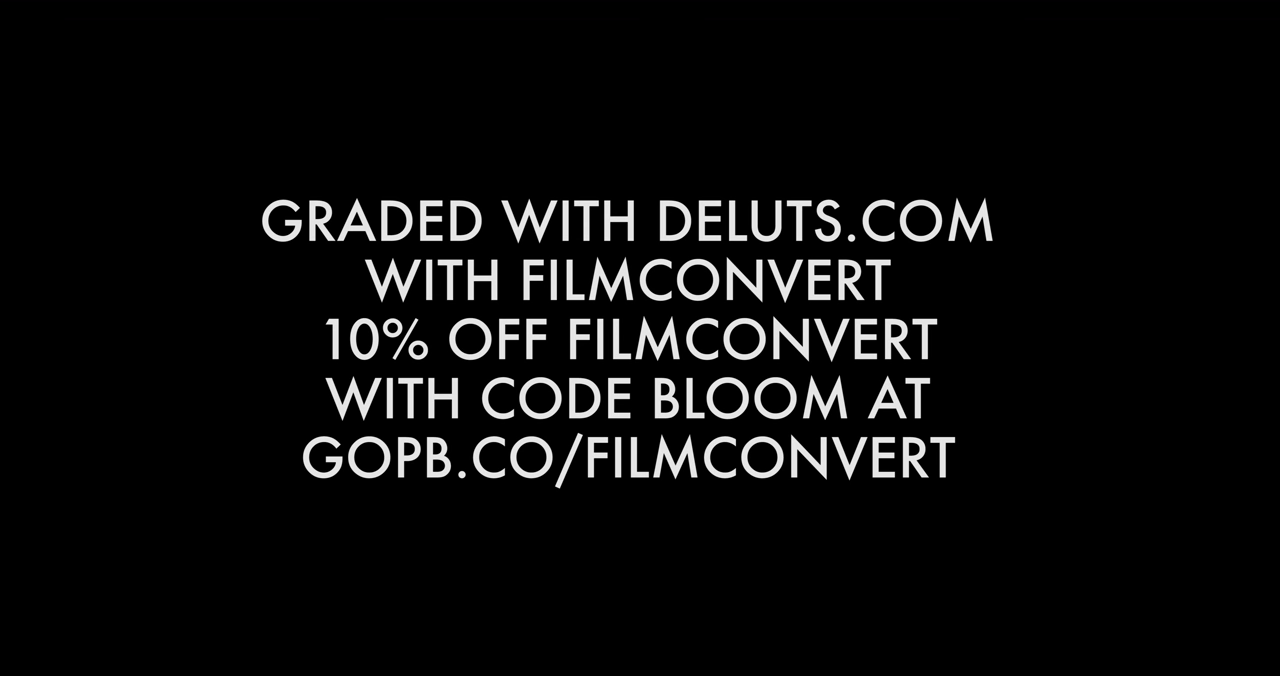 GRADED WITH DELUTS.COM
WITH FILMCONVERT
10% OFF FILMCONVERT
WITH CODE BLOOM AT
GOPB.CO/FILMCONVERT